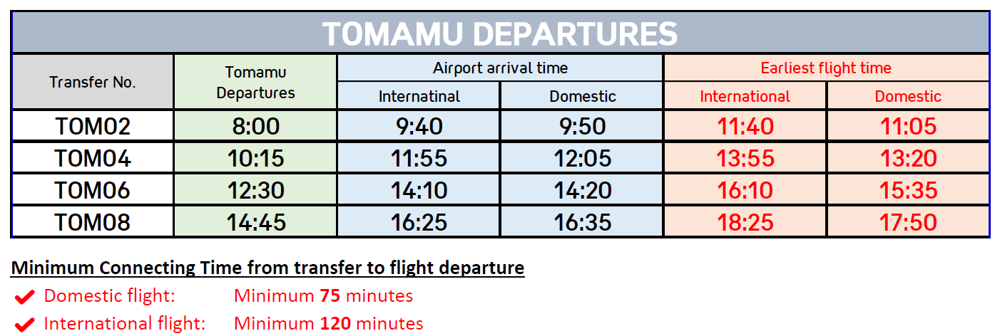 TOMAMU DEPARTURES
Transfer No. Tomamu Departures Airport arrival time Earliest flight time
Internatinal Domestic International Domestic
TOM02 8:00 9:40 9:50 11:40 11:05
TOM04 10:15 11:55 12:05 13:55 13:20
TOM06 12:30 14:10 14:20 16:10 15:35
TOM08 14:45 16:25 16:35 18:25 17:50
Minimum Connecting Time from transfer to flight departure
Domestic flight: Minimum 75 minutes
International flight: Minimum 120 minutes